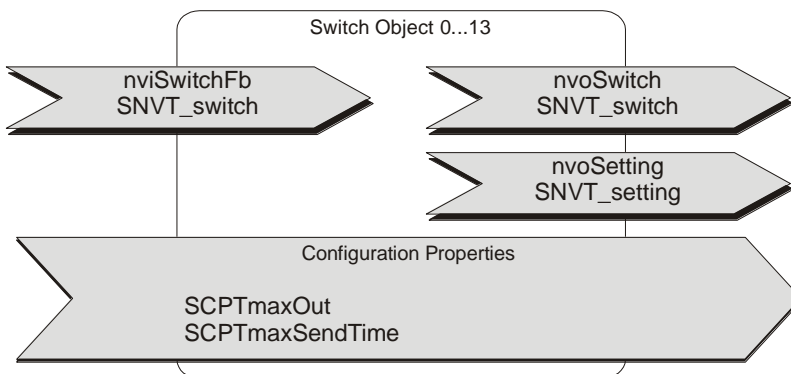 Switch Object 0...13
nviSwitchFb
SNVT_switch
nvoSwitch
SNVT_switch
nvoSetting
SNVT_setting
Configuration Properties
SCPTmaxOut
SCPTmaxSendTime